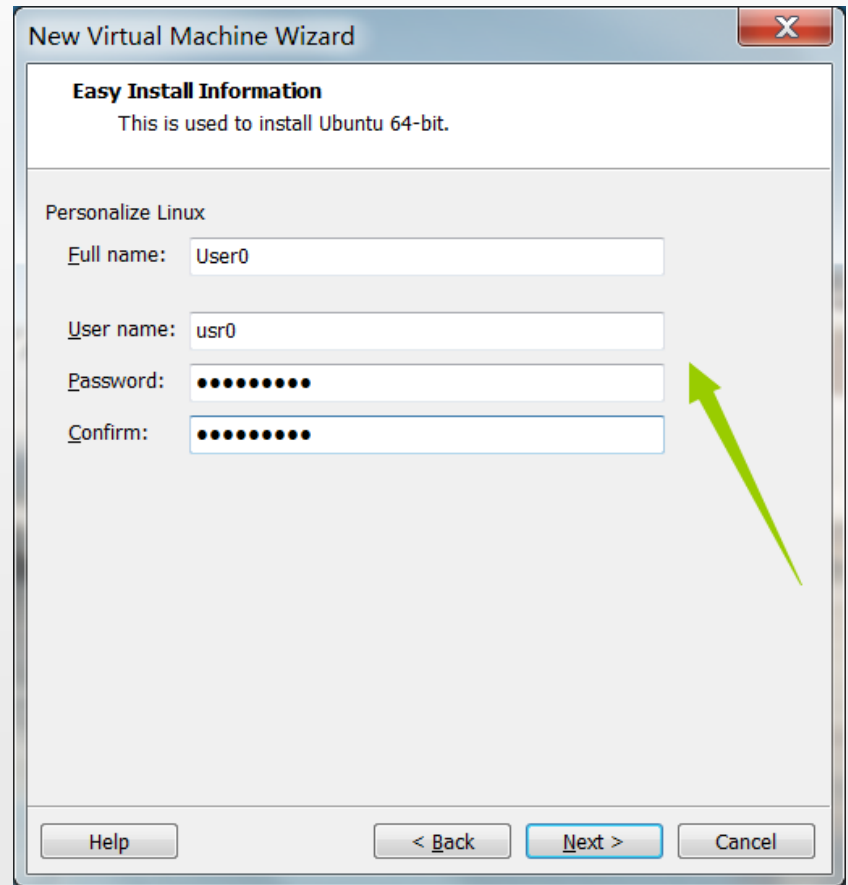 New Virtual Machine Wizard
Easy Install Information
This is used to install Ubuntu 64-bit.
Personalize Linux
Full name: User0
User name: usr0
Password: ●●●●●●●●●
Confirm: ●●●●●●●●●
Help < Back Next > Cancel